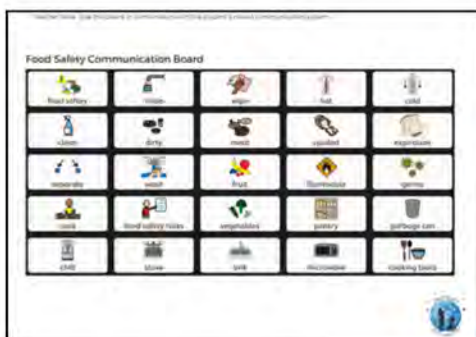 Food Safety Communication Board
food safety rinse wipe hot cold
clean dirty meat cooked expiration
separate wash fruit flammable germs
cook food safety rules vegetables pantry garbage can
chill stove sink microwave cooking tools